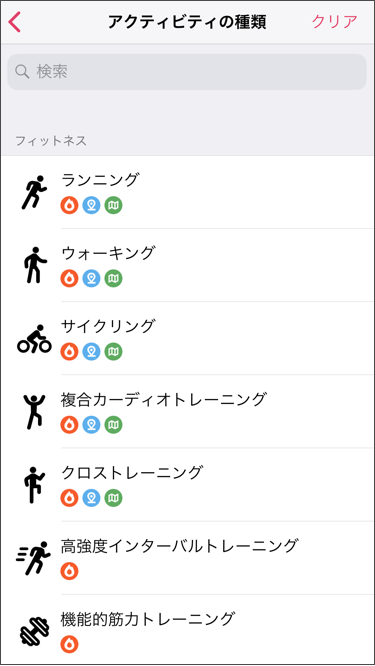 アクティビティの種類
クリア
検索
フィットネス
ランニング
ウォーキング
サイクリング
複合カーディオトレーニング
クロストレーニング
高強度インターバルトレーニング
機能的筋力トレーニング